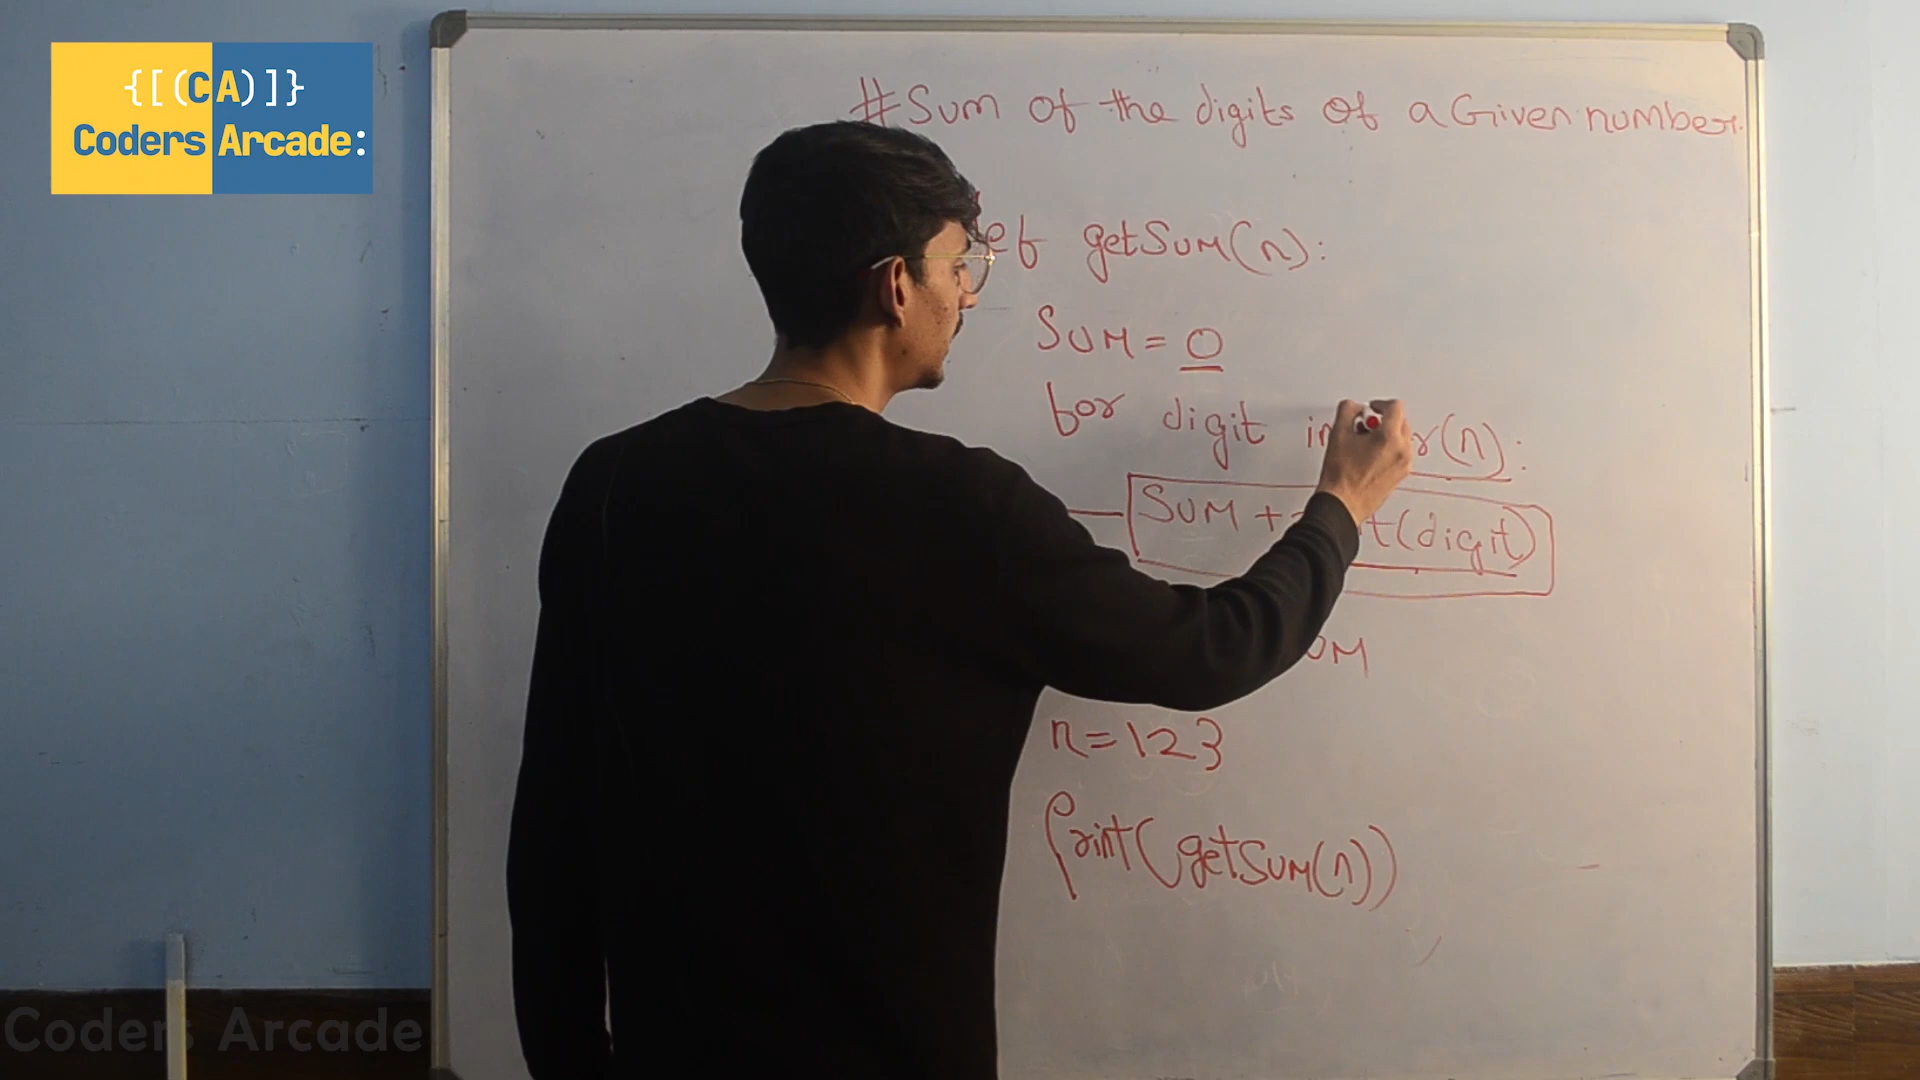 {[(CA)]}
Coders Arcade:
#Sum of the digits of a Given number.
def getSUM(n):
SUM = 0
for digit in (n):
SUM + (digit)
n=123
Print(getSUM(n))
Coders Arcade